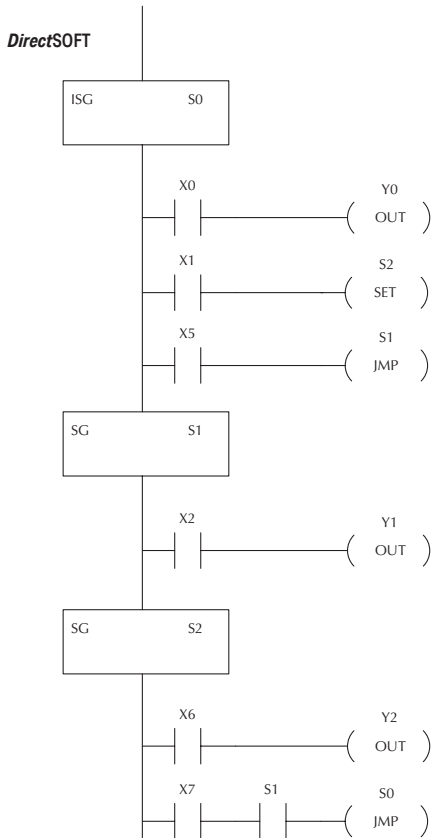 DirectSOFT
ISG S0
X0 Y0
OUT
X1 S2
SET
X5 S1
JMP
SG S1
X2 Y1
OUT
SG S2
X6 Y2
OUT
X7 S1 S0
JMP